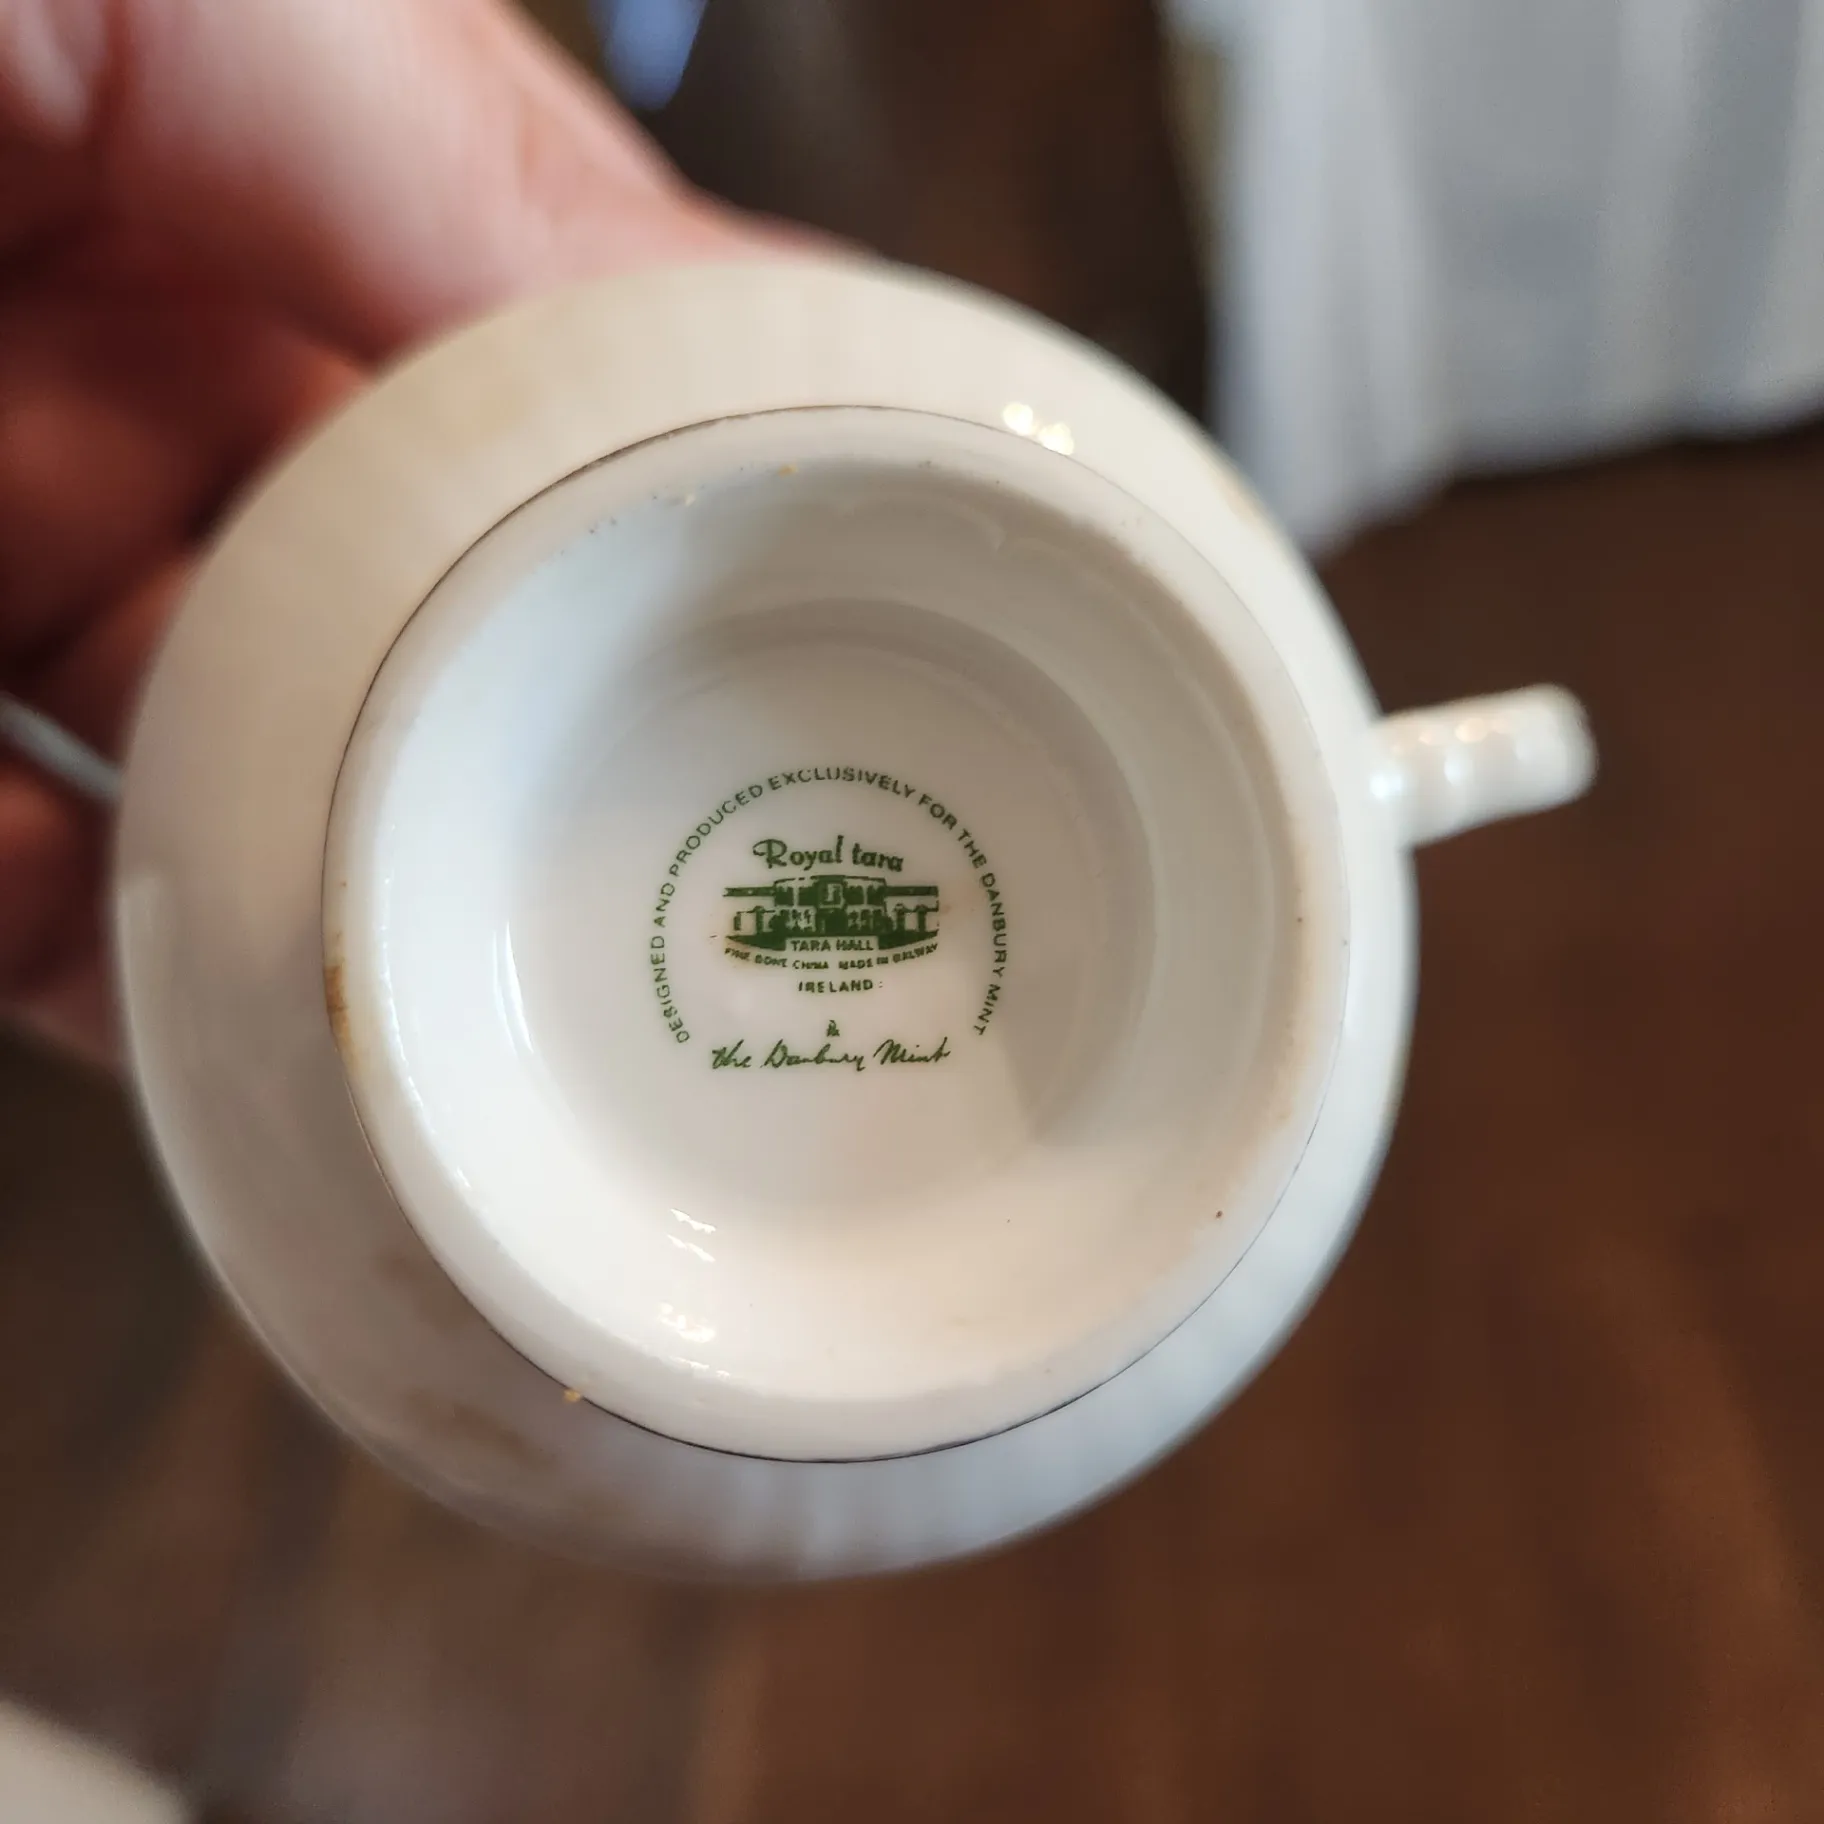 DESIGNED AND PRODUCED EXCLUSIVELY FOR THE DANBURY MINT
Royal tara
TARA HALL
FINE BONE CHINA MADE IN GALWAY
IRELAND
the Danbury Mint